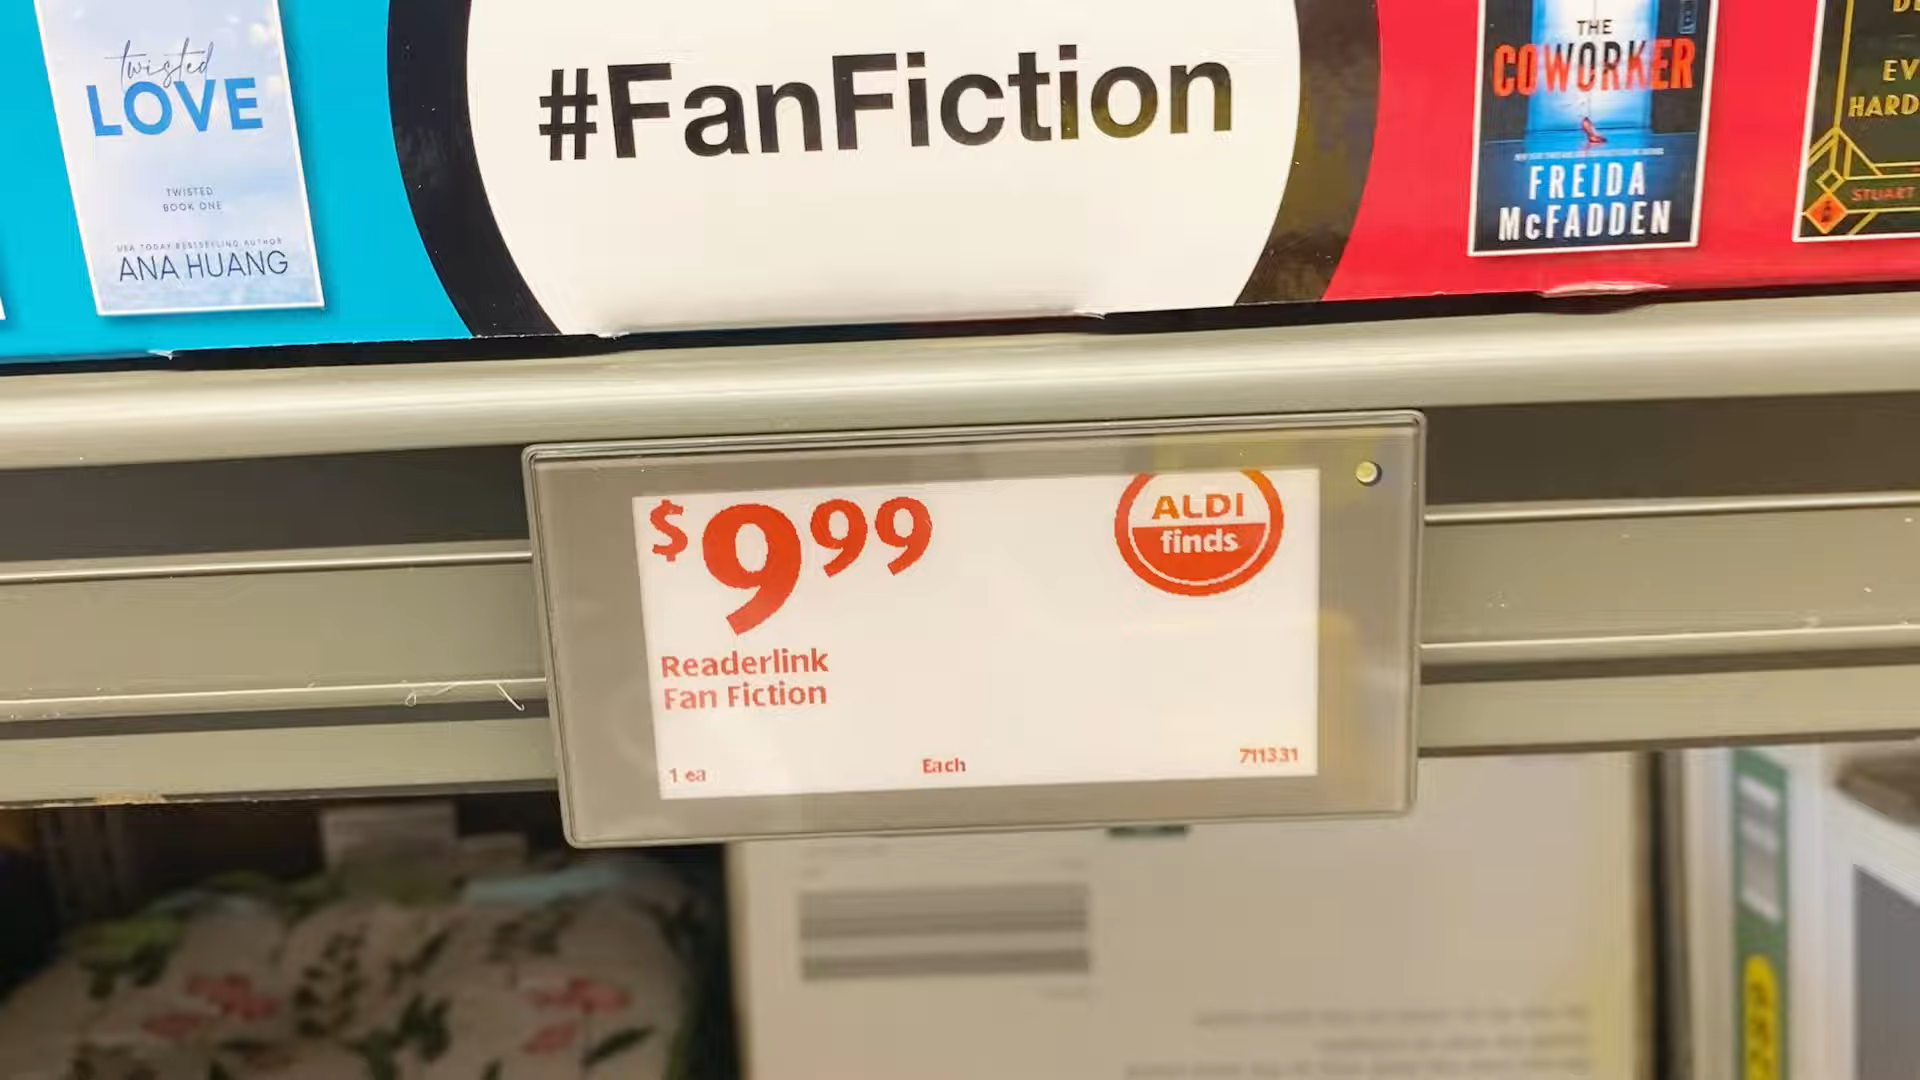 twisted
LOVE
TWISTED
BOOK ONE
USA TODAY BESTSELLING AUTHOR
ANA HUANG
#FanFiction
THE
COWORKER
FREIDA
McFADDEN
EV
HARD
STUART
$999
ALDI
finds
Readerlink
Fan Fiction
1 ea
Each
711331